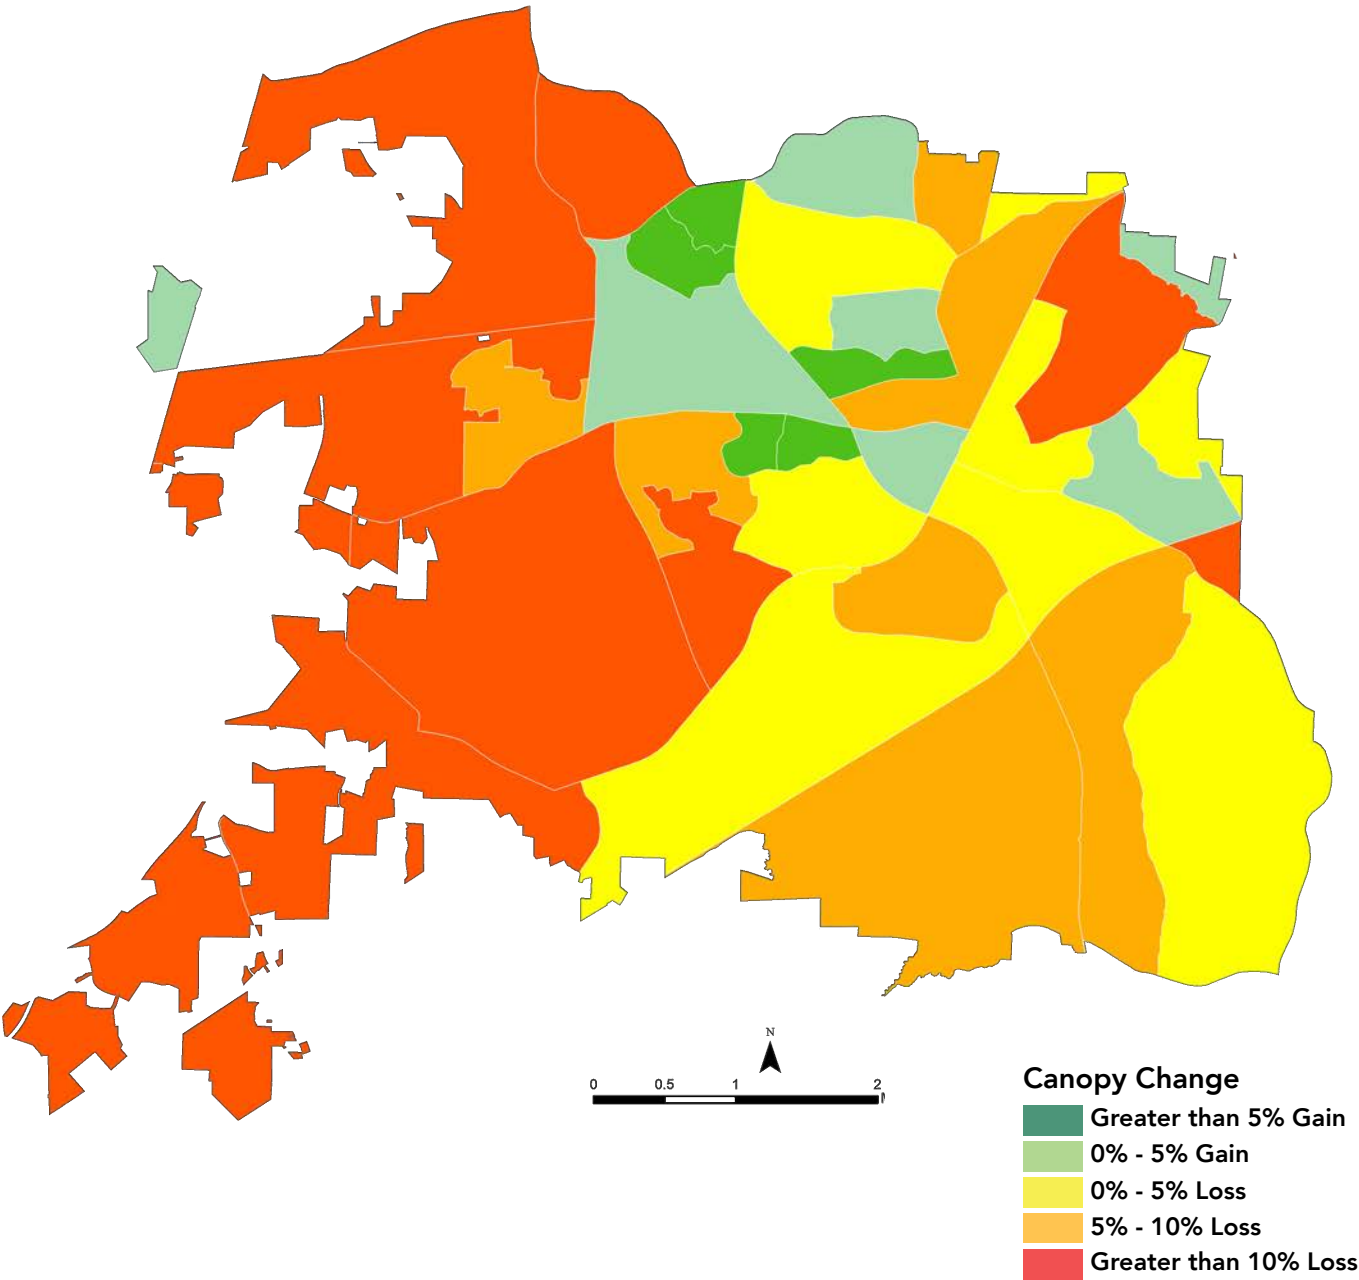 N
0 0.5 1 2
Canopy Change
Greater than 5% Gain
0% - 5% Gain
0% - 5% Loss
5% - 10% Loss
Greater than 10% Loss